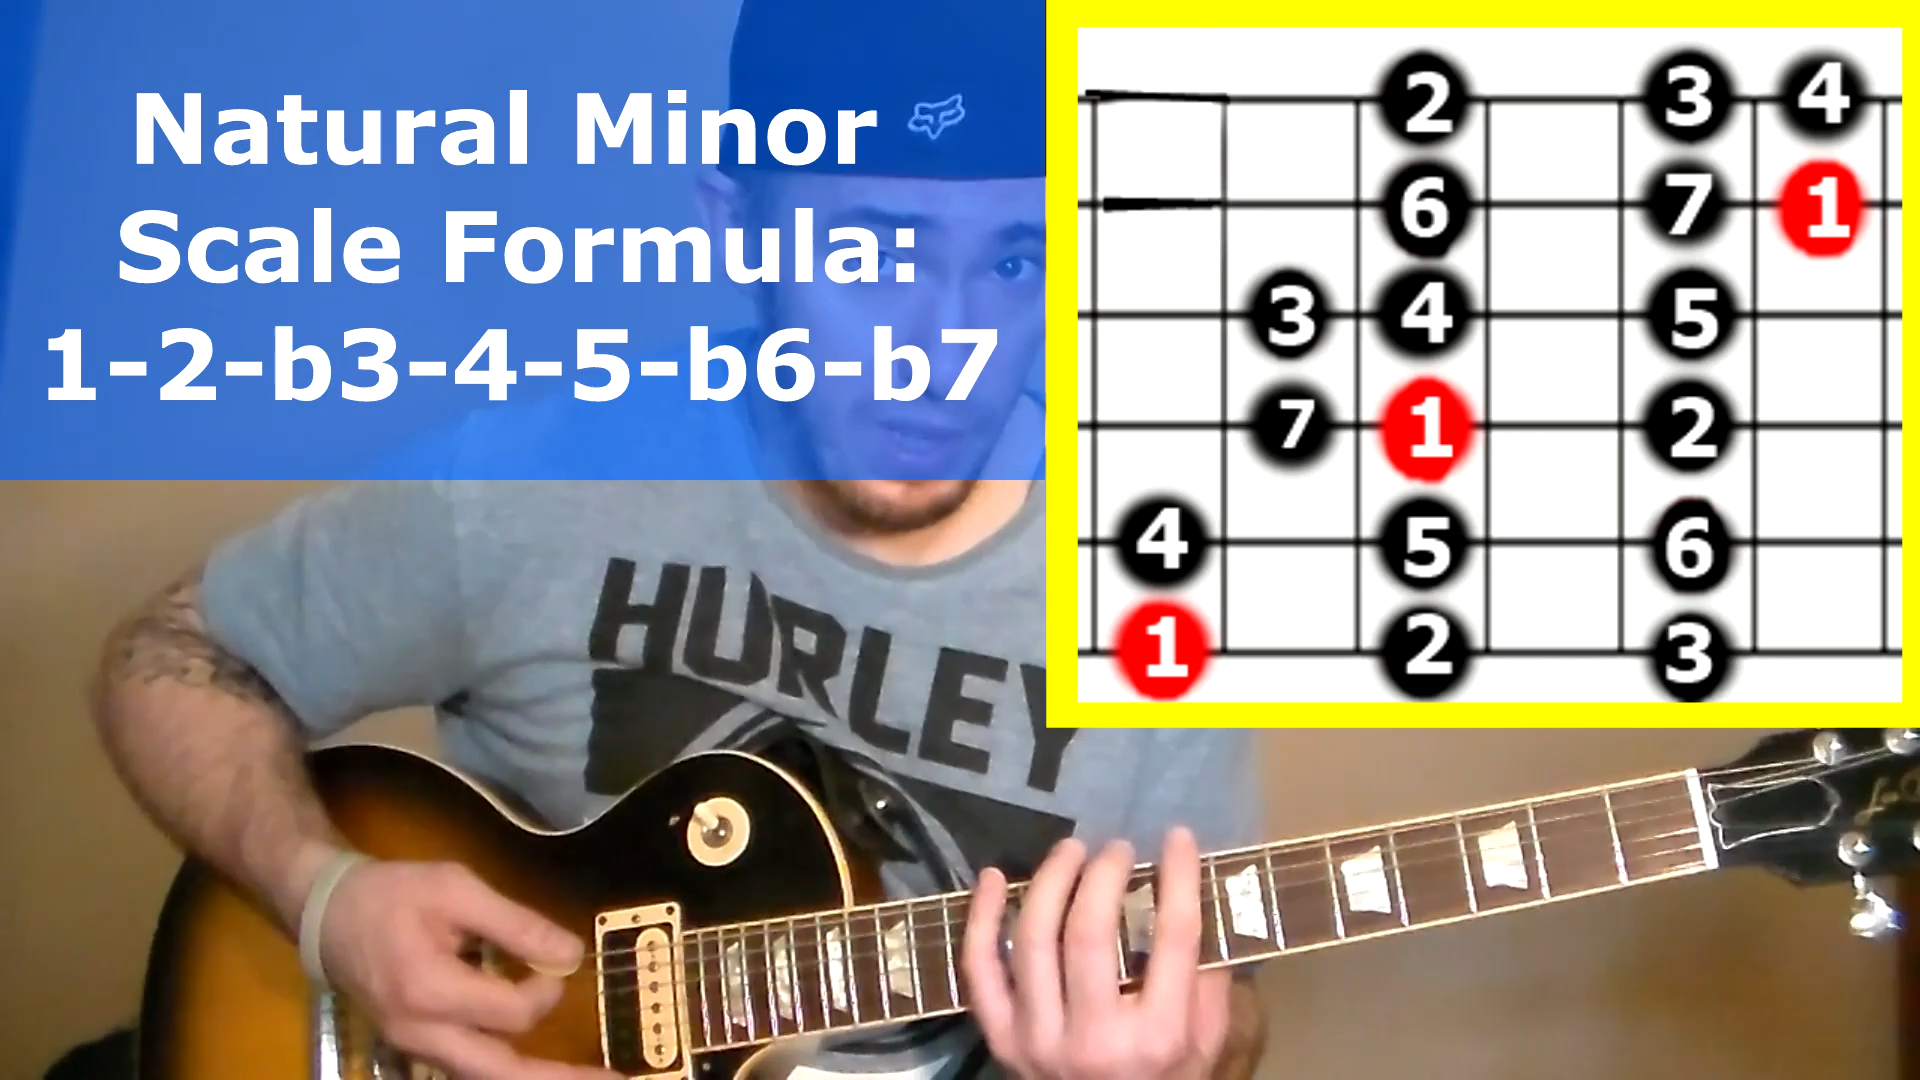 Natural Minor
Scale Formula:
1-2-b3-4-5-b6-b7
2 3 4
6 7 1
3 4 5
7 1 2
4 5 6
1 2 3
HURLEY